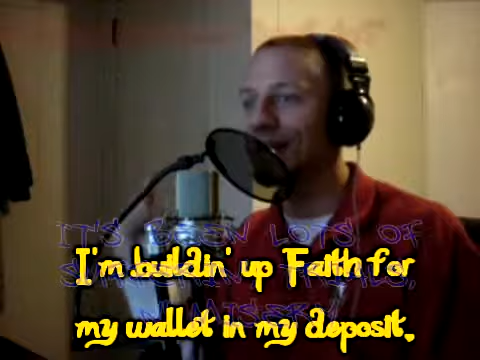 IT'S BEEN LOTS OF
I'm buildin' up Faith for
my wallet in my deposit.